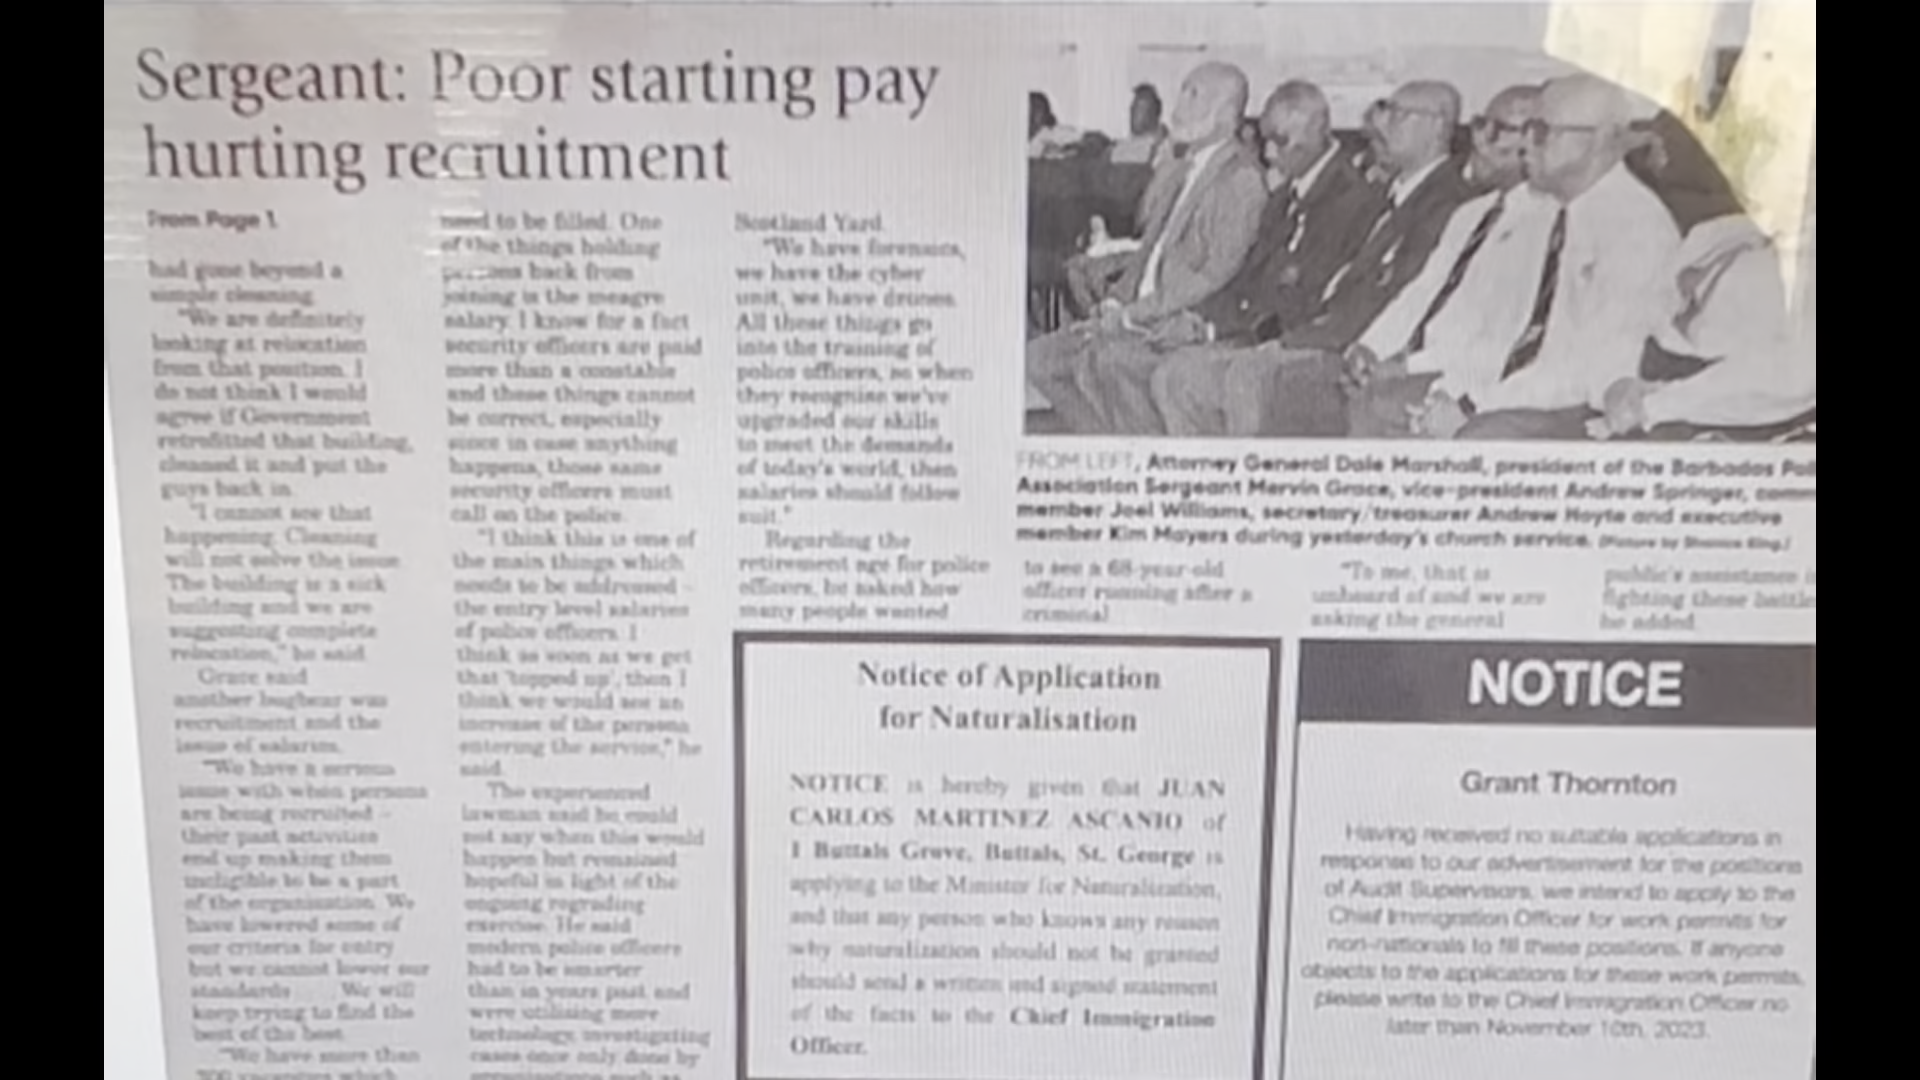 Sergeant: Poor starting pay
hurting recruitment
From Page 1
had gone beyond a
simple cleaning.
"We are definitely
looking at relocation
from that position. I
do not think I would
agree if Government
retrofitted that building,
cleaned it and put the
guys back in.
"I cannot see that
happening. Cleaning
will not solve the issue.
The building is a sick
building and we are
suggesting complete
relocation," he said.
Grace said
another bugbear was
recruitment and the
issue of salaries.
"We have a serious
issue with when persons
are being recruited –
their past activities
end up making them
ineligible to be a part
of the organisation. We
have lowered some of
our criteria for entry
but we cannot lower our
standards We will
keep trying to find the
best of the best.
"We have more than
300 vacancies which
need to be filled. One
of the things holding
persons back from
joining is the meagre
salary. I know for a fact
security officers are paid
more than a constable
and these things cannot
be correct, especially
since in case anything
happens, those same
security officers must
call on the police.
"I think this is one of
the main things which
needs to be addressed –
the entry level salaries
of police officers. I
think as soon as we get
that 'topped up', then I
think we would see an
increase of the persons
entering the service," he
said.
The experienced
lawman said he could
not say when this would
happen but remained
hopeful in light of the
ongoing regrading
exercise. He said
modern police officers
had to be smarter
than in years past and
were utilising more
technology, investigating
cases once only done by
organisations such as
Scotland Yard.
"We have forensics,
we have the cyber
unit, we have drones.
All these things go
into the training of
police officers, so when
they recognise we've
upgraded our skills
to meet the demands
of today's world, then
salaries should follow
suit."
Regarding the
retirement age for police
officers, he asked how
many people wanted
FROM LEFT, Attorney General Dale Marshall, president of the Barbados Pol
Association Sergeant Mervin Grace, vice-president Andrew Springer, comm
member Joel Williams, secretary/treasurer Andrew Hoyte and executive
member Kim Mayers during yesterday's church service. (Picture by Shanice King.)
to see a 68-year-old
officer running after a
criminal.
"To me, that is
unheard of and we are
asking the general
public's assistance in
fighting these battle
he added.
Notice of Application
for Naturalisation
NOTICE is hereby given that JUAN
CARLOS MARTINEZ ASCANIO of
1 Buttals Grove, Buttals, St. George is
applying to the Minister for Naturalization,
and that any person who knows any reason
why naturalization should not be granted
should send a written and signed statement
of the facts to the Chief Immigration
Officer.
NOTICE
Grant Thornton
Having received no suitable applications in
response to our advertisement for the positions
of Audit Supervisors, we intend to apply to the
Chief Immigration Officer for work permits for
non-nationals to fill these positions. If anyone
objects to the applications for these work permits,
please write to the Chief Immigration Officer no
later than November 10th, 2023.